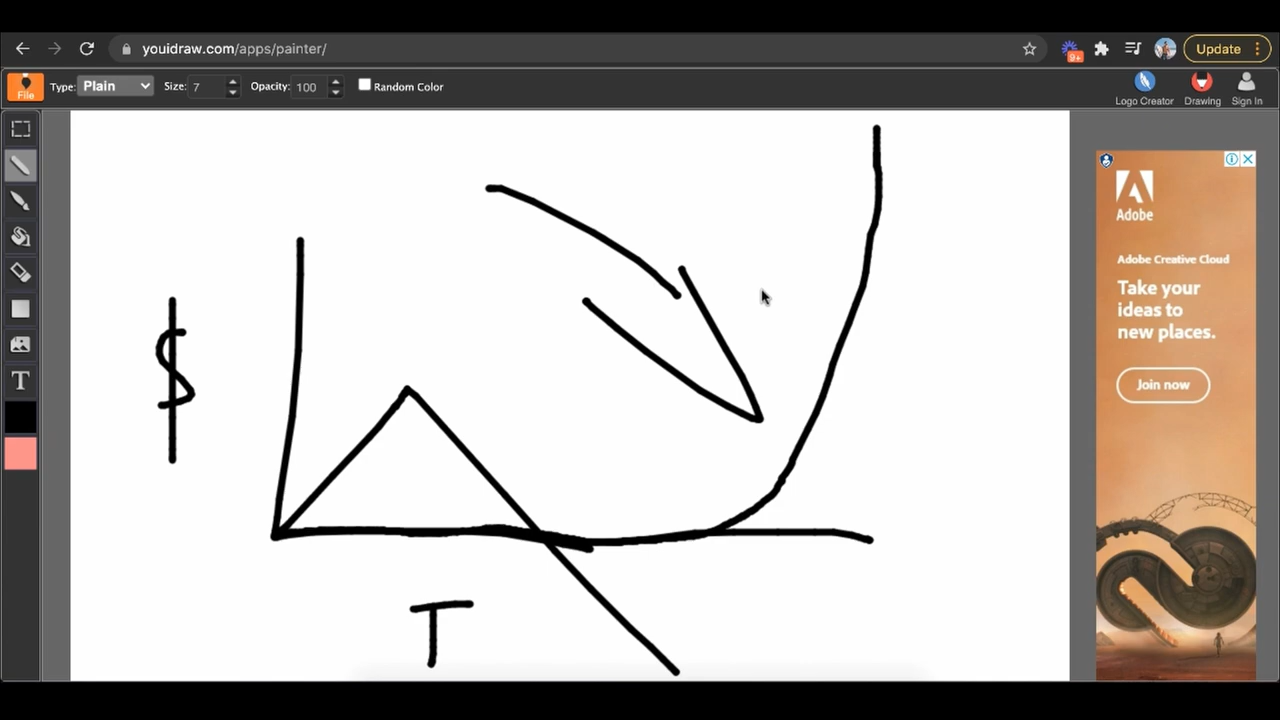 youidraw.com/apps/painter/
9+
Update
File
Type: Plain
Size: 7
Opacity: 100
Random Color
Logo Creator
Drawing
Sign In
T
$
T
Adobe
Adobe Creative Cloud
Take your
ideas to
new places.
Join now